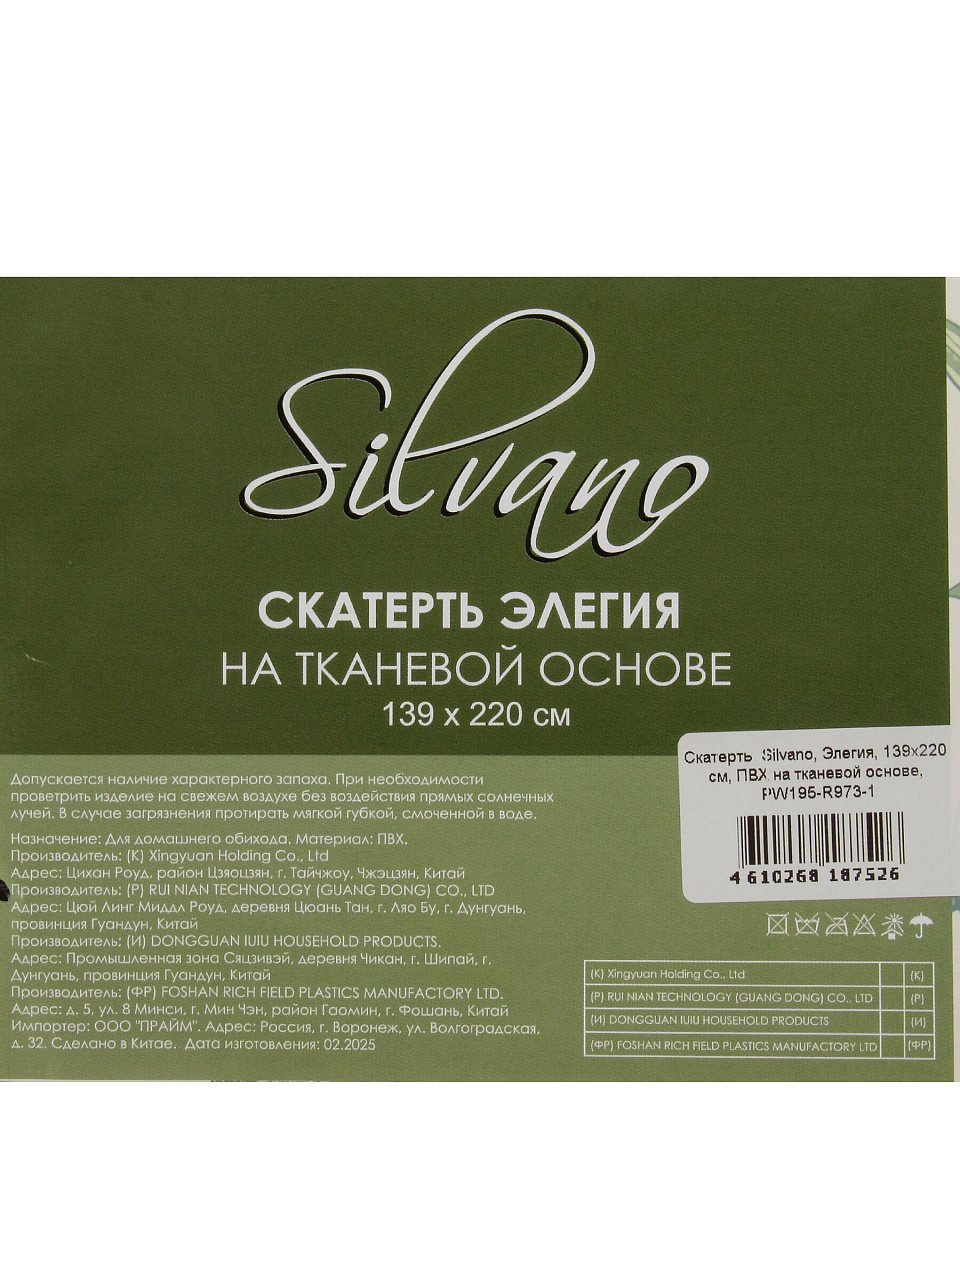 Silvano
СКАТЕРТЬ ЭЛЕГИЯ
НА ТКАНЕВОЙ ОСНОВЕ
139 x 220 см
Скатерть Silvano, Элегия, 139x220
см, ПВХ на тканевой основе,
PW195-R973-1
4 610268 187526
Допускается наличие характерного запаха. При необходимости
проветрить изделие на свежем воздухе без воздействия прямых солнечных
лучей. В случае загрязнения протирать мягкой губкой, смоченной в воде.
Назначение: Для домашнего обихода. Материал: ПВХ.
Производитель: (К) Xingyuan Holding Co., Ltd
Адрес: Цихан Роуд, район Цзяоцзян, г. Тайчжоу, Чжэцзян, Китай
Производитель: (Р) RUI NIAN TECHNOLOGY (GUANG DONG) CO., LTD
Адрес: Цюй Линг Миддл Роуд, деревня Цюань Тан, г. Ляо Бу, г. Дунгуань,
провинция Гуандун, Китай
Производитель: (И) DONGGUAN IUIU HOUSEHOLD PRODUCTS.
Адрес: Промышленная зона Сяцзивэй, деревня Чикан, г. Шипай, г.
Дунгуань, провинция Гуандун, Китай
Производитель: (ФР) FOSHAN RICH FIELD PLASTICS MANUFACTORY LTD.
Адрес: д. 5, ул. 8 Минси, г. Мин Чэн, район Гаомин, г. Фошань, Китай
Импортер: ООО "ПРАЙМ". Адрес: Россия, г. Воронеж, ул. Волгоградская,
д. 32. Сделано в Китае. Дата изготовления: 02.2025
(К) Xingyuan Holding Co., Ltd (К)
(Р) RUI NIAN TECHNOLOGY (GUANG DONG) CO., LTD (Р)
(И) DONGGUAN IUIU HOUSEHOLD PRODUCTS (И)
(ФР) FOSHAN RICH FIELD PLASTICS MANUFACTORY LTD (ФР)